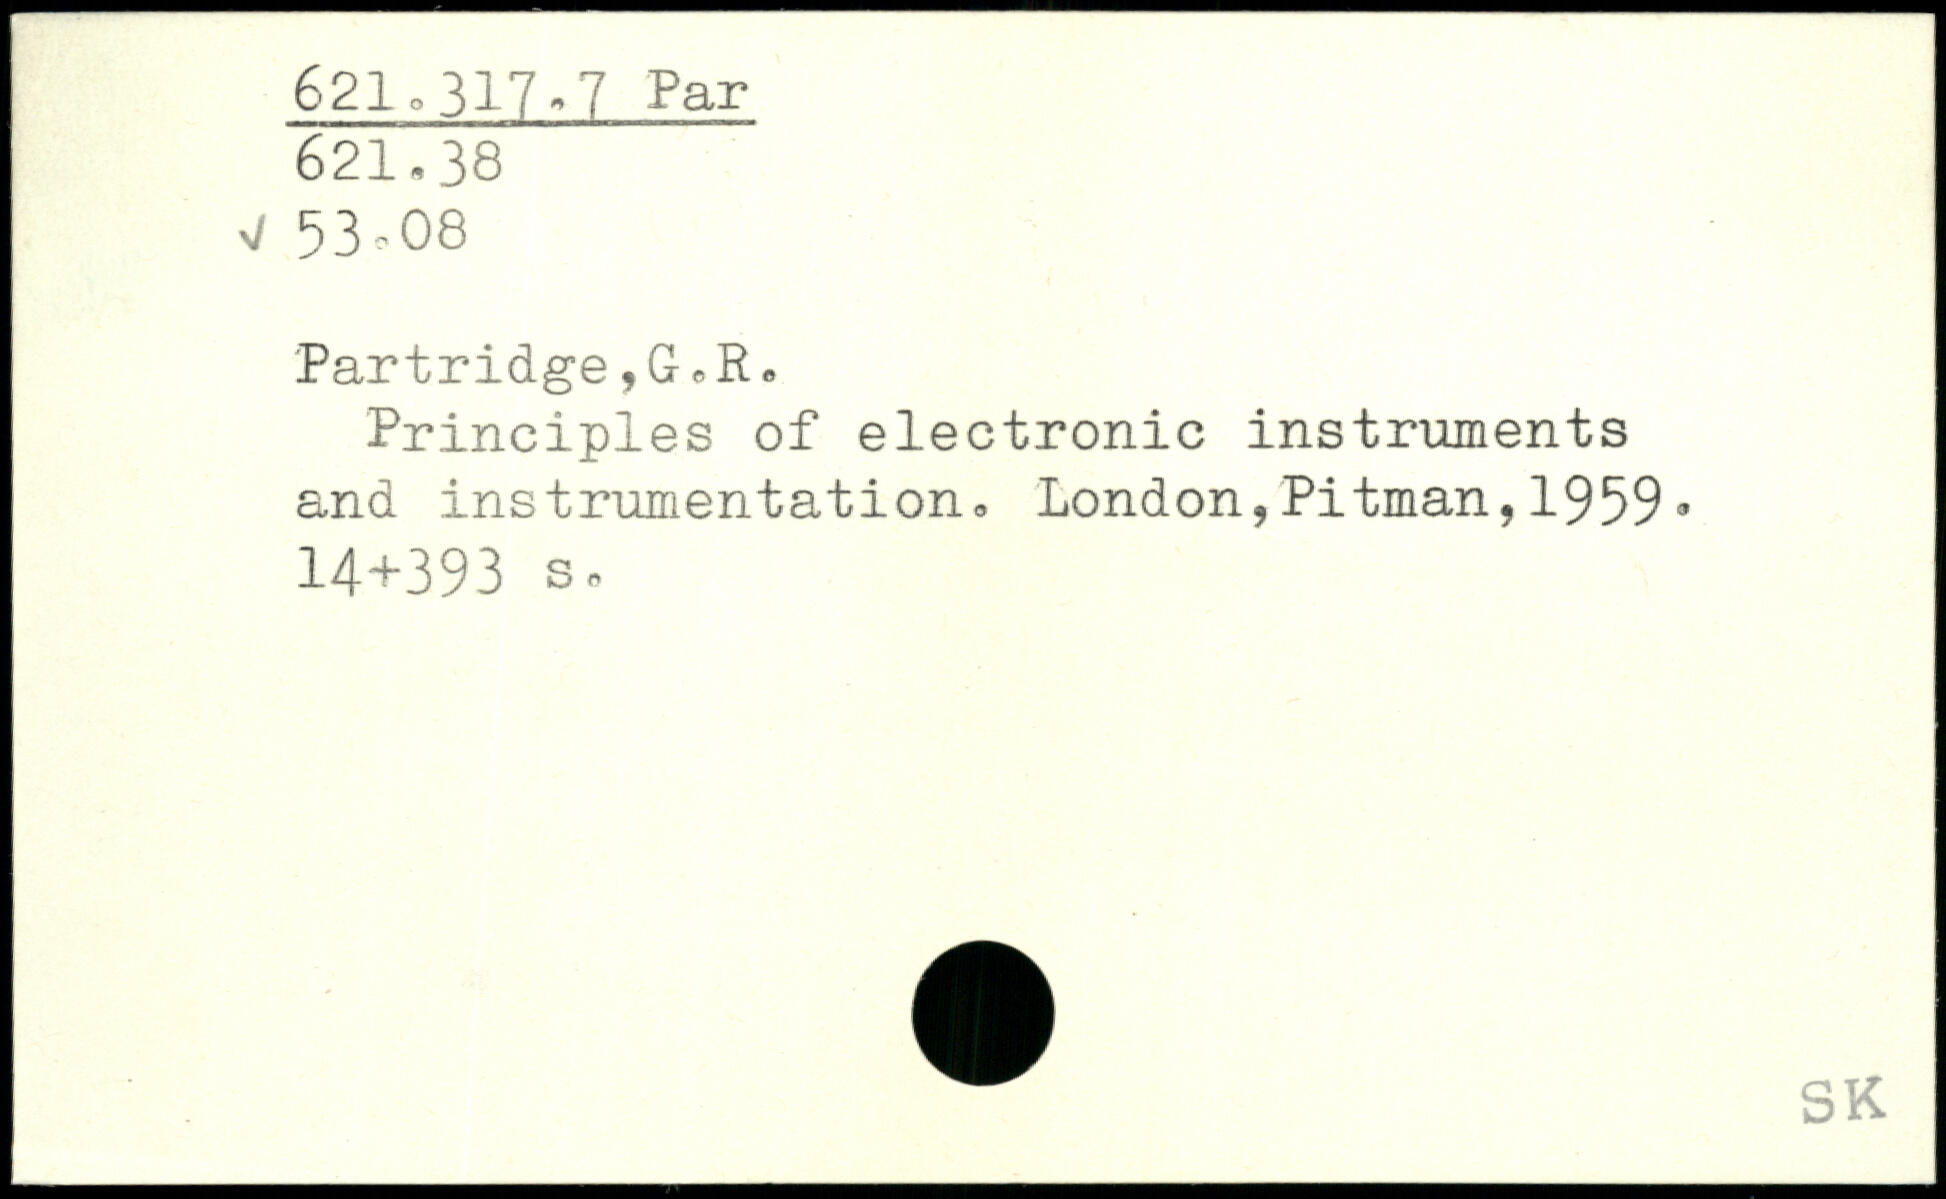 621.317.7 Par
621.38
✓ 53.08
Partridge,G.R.
Principles of electronic instruments
and instrumentation. London,Pitman,1959.
14+393 s.
SK